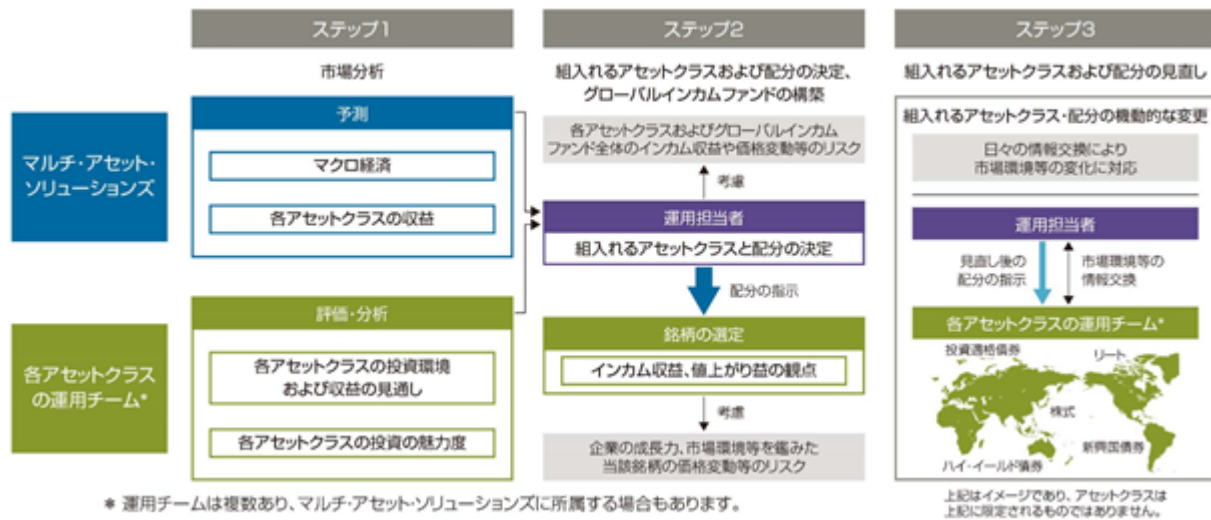 ステップ1
市場分析
マルチ・アセット・
ソリューションズ
予測
マクロ経済
各アセットクラスの収益
各アセットクラス
の運用チーム*
評価・分析
各アセットクラスの投資環境
および収益の見通し
各アセットクラスの投資の魅力度
ステップ2
組入れるアセットクラスおよび配分の決定、
グローバルインカムファンドの構築
各アセットクラスおよびグローバルインカム
ファンド全体のインカム収益や価格変動等のリスク
考慮
運用担当者
組入れるアセットクラスと配分の決定
配分の指示
銘柄の選定
インカム収益、値上がり益の観点
考慮
企業の成長力、市場環境等を鑑みた
当該銘柄の価格変動等のリスク
ステップ3
組入れるアセットクラスおよび配分の見直し
組入れるアセットクラス・配分の機動的な変更
日々の情報交換により
市場環境等の変化に対応
運用担当者
見直し後の
配分の指示
市場環境等の
情報交換
各アセットクラスの運用チーム*
投資適格債券
リート
株式
新興国債券
ハイ・イールド債券
* 運用チームは複数あり、マルチ・アセット・ソリューションズに所属する場合もあります。
上記はイメージであり、アセットクラスは
上記に限定されるものではありません。